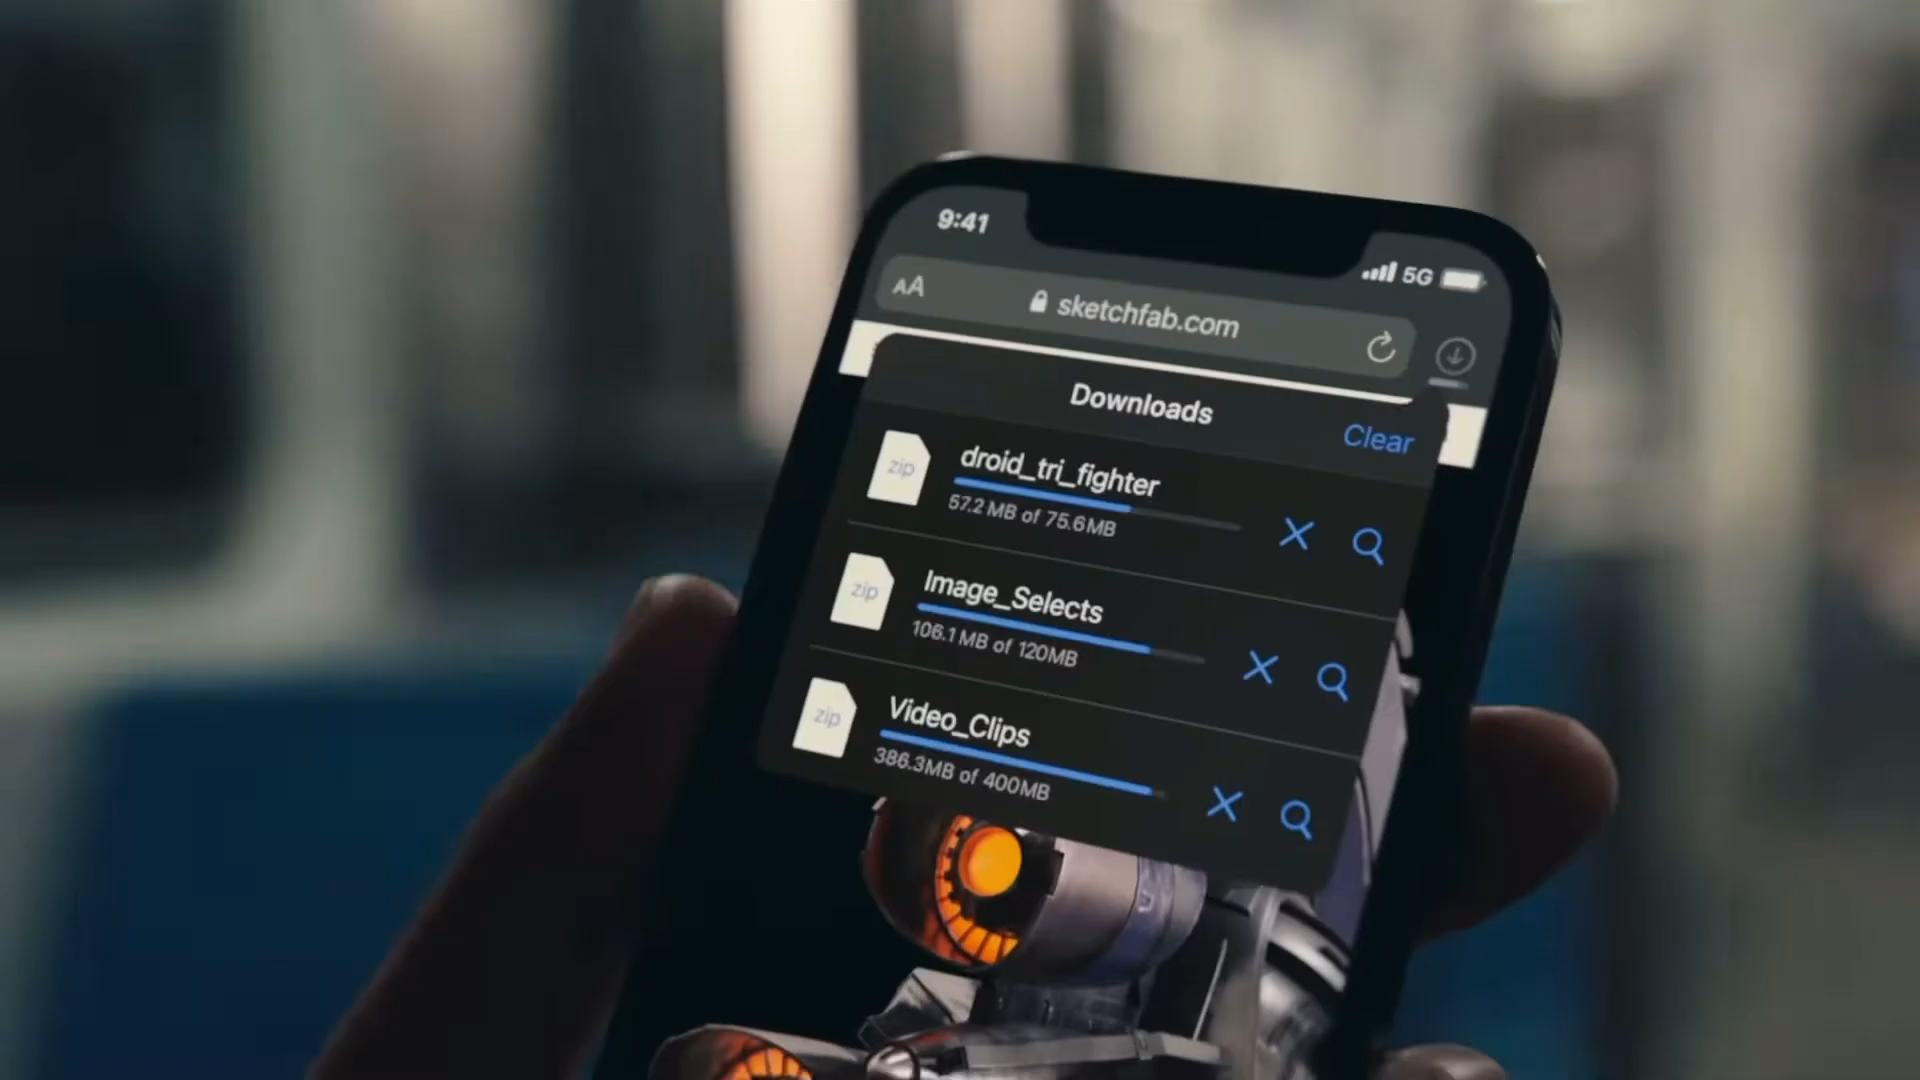 9:41
5G
AA
sketchfab.com
Downloads
Clear
zip
droid_tri_fighter
57.2 MB of 75.6MB
zip
Image_Selects
106.1 MB of 120MB
zip
Video_Clips
386.3MB of 400MB